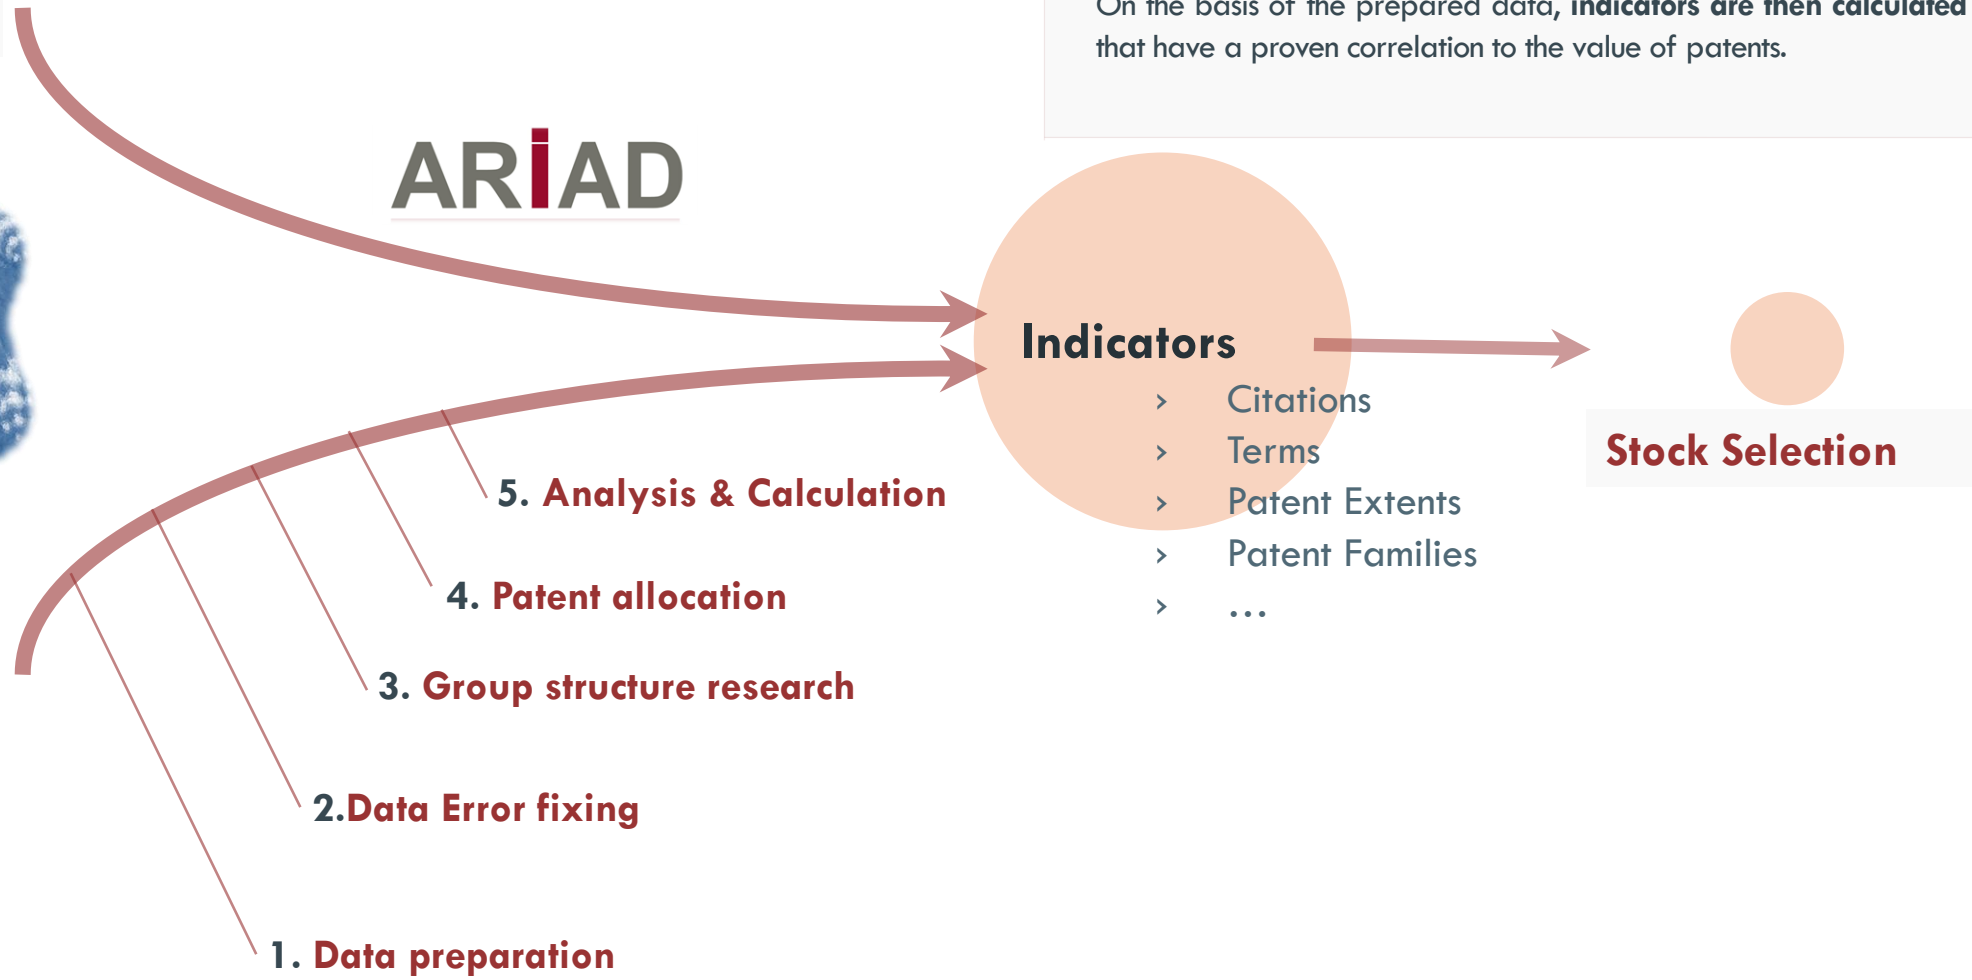 On the basis of the prepared data, indicators are then calculated
that have a proven correlation to the value of patents.
ARiAD
Indicators
› Citations
› Terms
› Patent Extents
› Patent Families
› ...
Stock Selection
5. Analysis & Calculation
4. Patent allocation
3. Group structure research
2.Data Error fixing
1. Data preparation